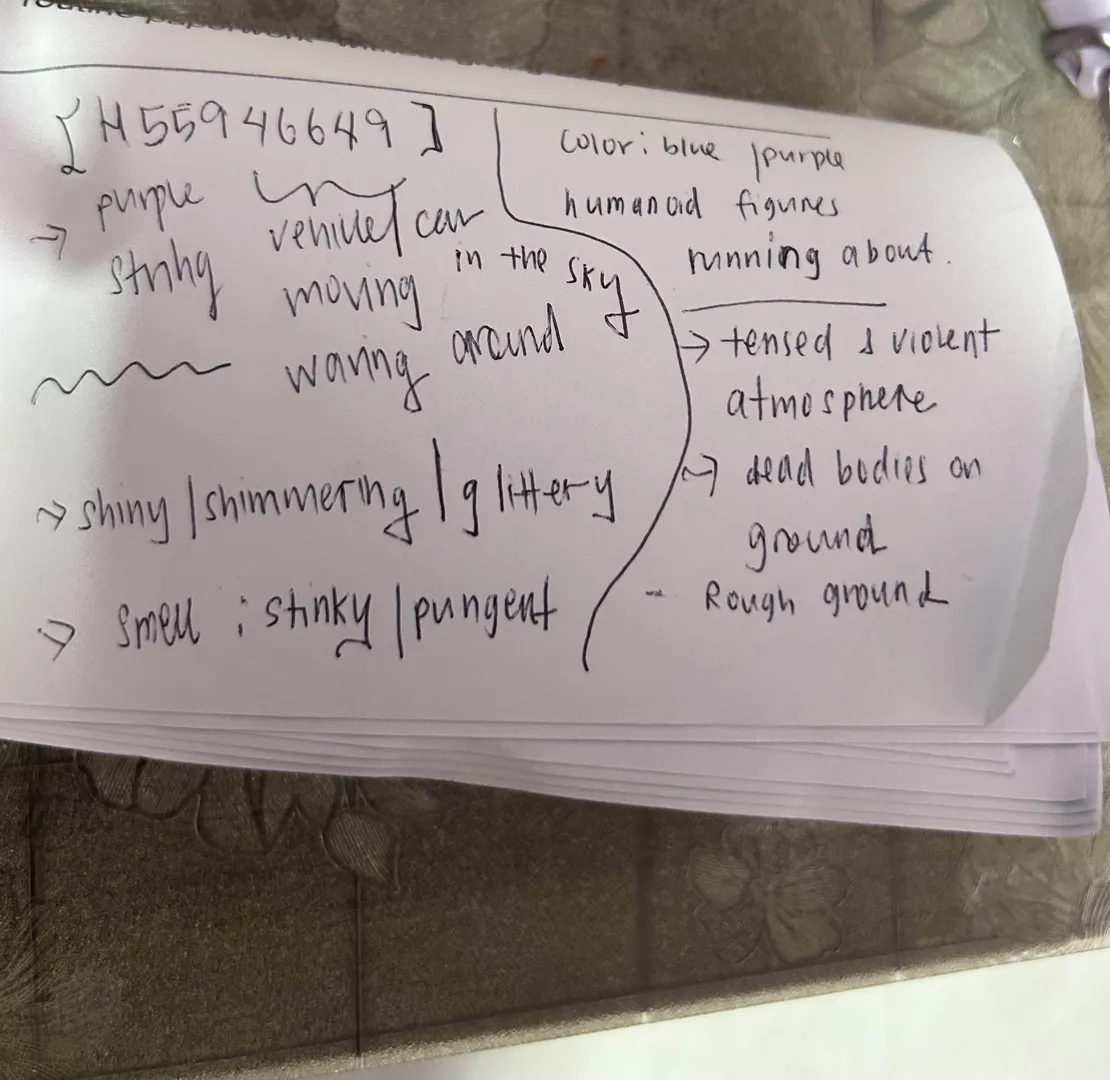 [H55946649]
purple
→ string vehicle/car
moving in the sky
waving around
→ shiny/shimmering/glittery
→ smell : stinky/pungent
color: blue/purple
humanoid figures
running about.
→ tensed & violent
atmosphere
→ dead bodies on
ground
- Rough ground